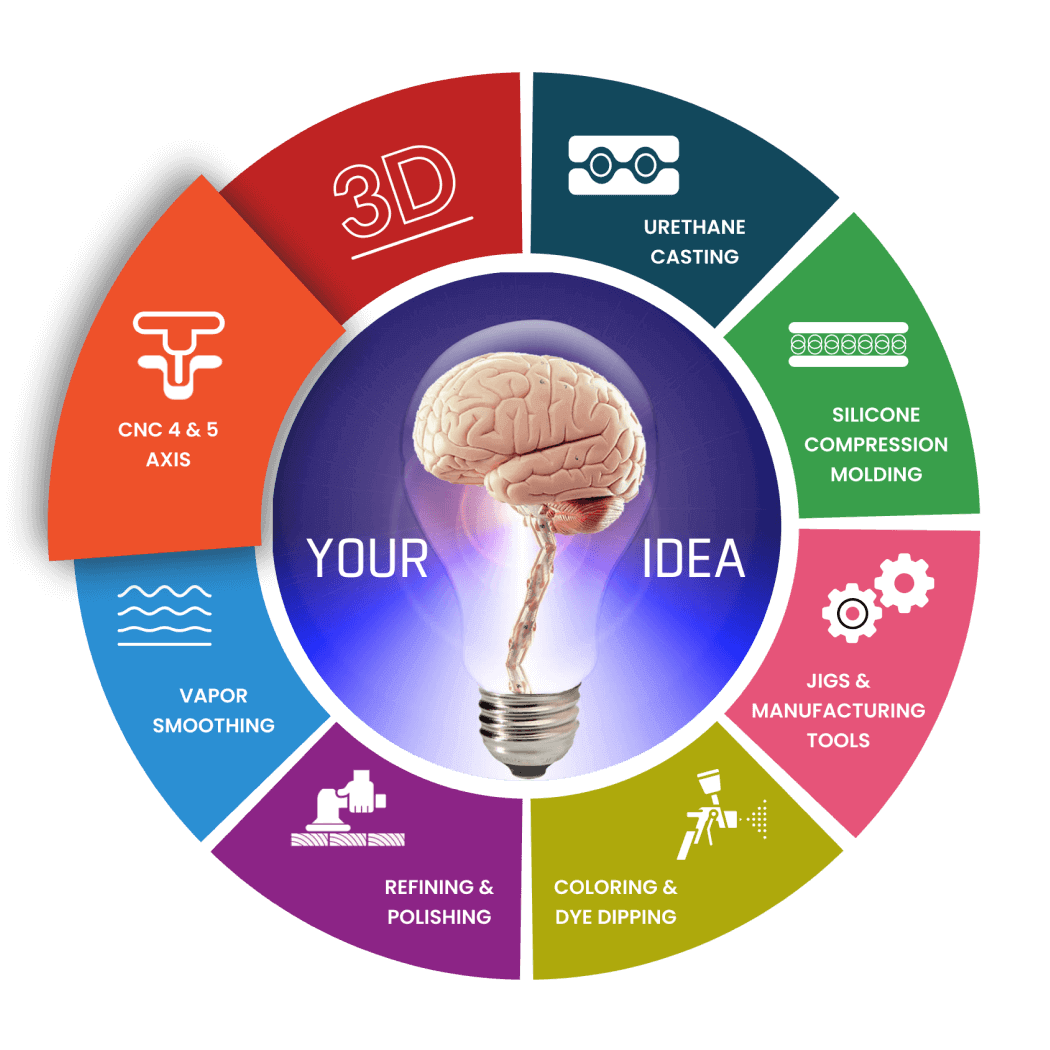 3D
URETHANE
CASTING
SILICONE
COMPRESSION
MOLDING
JIGS &
MANUFACTURING
TOOLS
COLORING &
DYE DIPPING
REFINING &
POLISHING
VAPOR
SMOOTHING
CNC 4 & 5
AXIS
YOUR IDEA